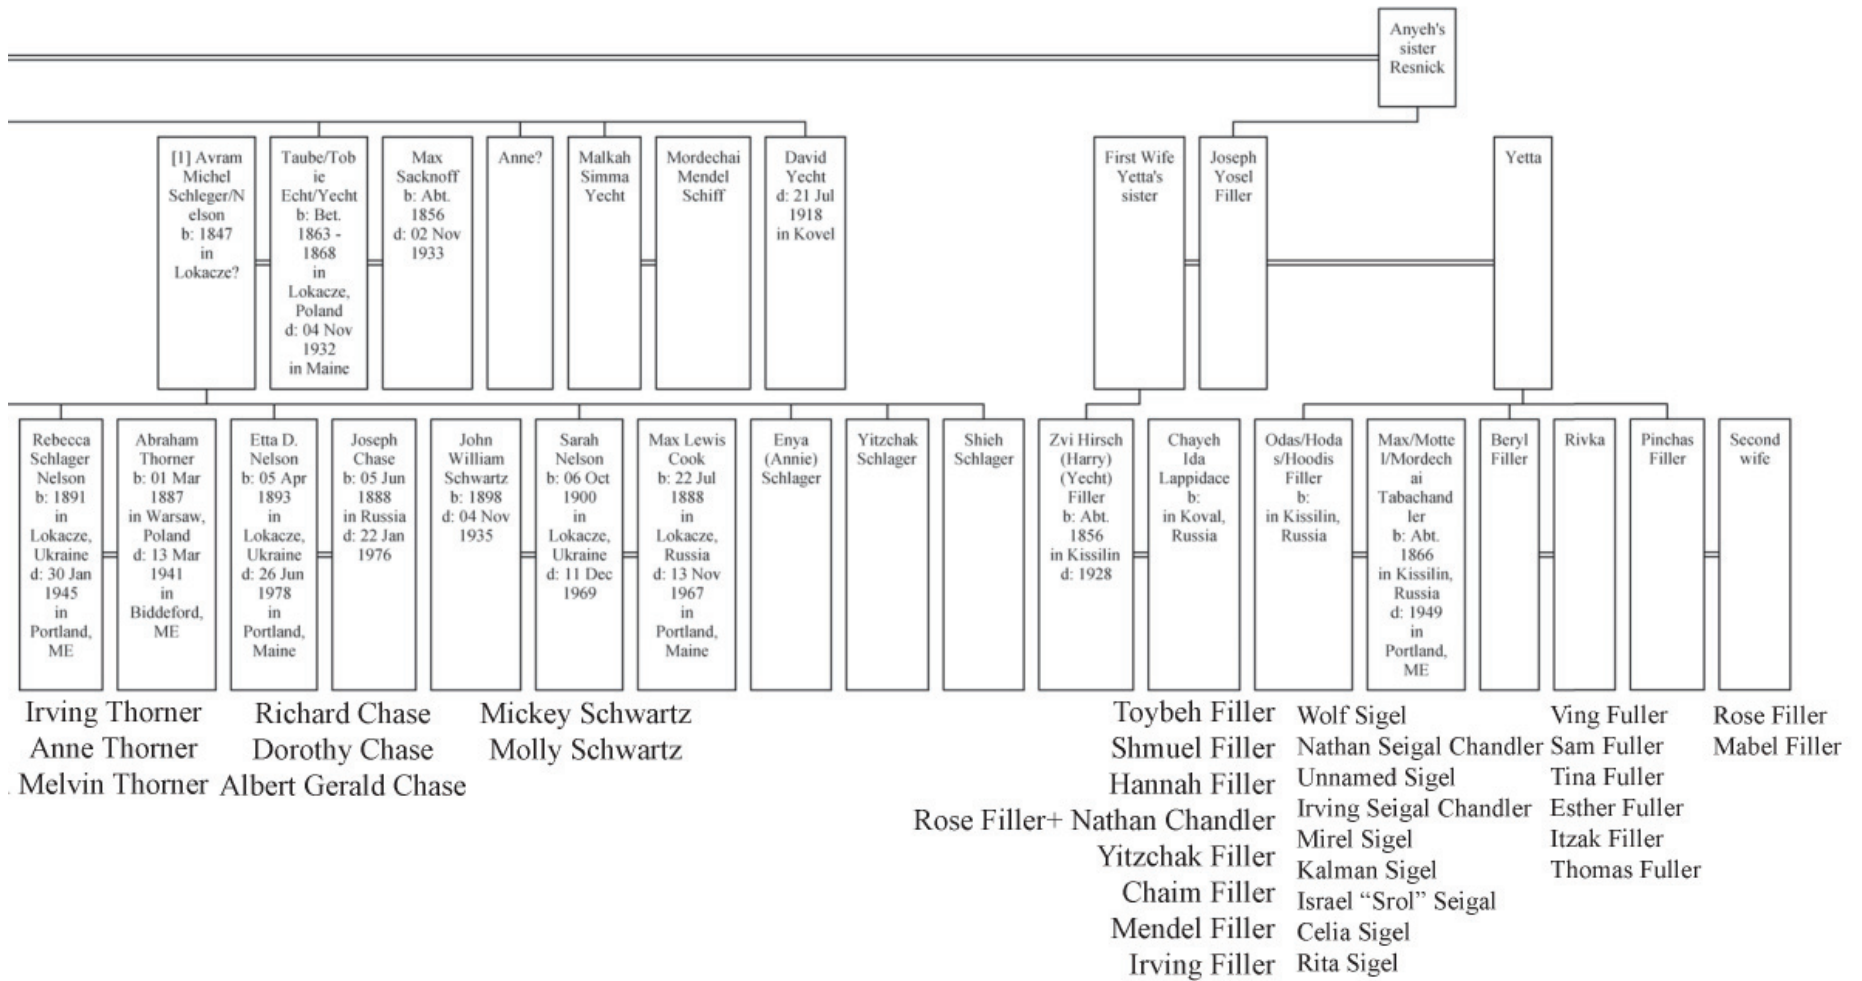 Anyeh's
sister
Resnick
[1] Avram
Michel
Schleger/N
elson
b: 1847
in
Lokacze?
Taube/Tob
ie
Echt/Yecht
b: Bet.
1863 -
1868
in
Lokacze,
Poland
d: 04 Nov
1932
in Maine
Max
Sacknoff
b: Abt.
1856
d: 02 Nov
1933
Anne?
Malkah
Simma
Yecht
Mordechai
Mendel
Schiff
David
Yecht
d: 21 Jul
1918
in Kovel
First Wife
Yetta's
sister
Joseph
Yosel
Filler
Yetta
Rebecca
Schlager
Nelson
b: 1891
in
Lokacze,
Ukraine
d: 30 Jan
1945
in
Portland,
ME
Abraham
Thorner
b: 01 Mar
1887
in Warsaw,
Poland
d: 13 Mar
1941
in
Biddeford,
ME
Etta D.
Nelson
b: 05 Apr
1893
in
Lokacze,
Ukraine
d: 26 Jun
1978
in
Portland,
Maine
Joseph
Chase
b: 05 Jun
1888
in Russia
d: 22 Jan
1976
John
William
Schwartz
b: 1898
d: 04 Nov
1935
Sarah
Nelson
b: 06 Oct
1900
in
Lokacze,
Ukraine
d: 11 Dec
1969
Max Lewis
Cook
b: 22 Jul
1888
in
Lokacze,
Russia
d: 13 Nov
1967
in
Portland,
Maine
Enya
(Annie)
Schlager
Yitzchak
Schlager
Shieh
Schlager
Zvi Hirsch
(Harry)
(Yecht)
Filler
b: Abt.
1856
in Kissilin
d: 1928
Chayeh
Ida
Lappidace
b:
in Koval,
Russia
Odas/Hoda
s/Hoodis
Filler
b:
in Kissilin,
Russia
Max/Motte
l/Mordech
ai
Tabachand
ler
b: Abt.
1866
in Kissilin,
Russia
d: 1949
in
Portland,
ME
Beryl
Filler
Rivka
Pinchas
Filler
Second
wife
Irving Thorner
Anne Thorner
Melvin Thorner
Richard Chase
Dorothy Chase
Albert Gerald Chase
Mickey Schwartz
Molly Schwartz
Toybeh Filler
Shmuel Filler
Hannah Filler
Rose Filler+ Nathan Chandler
Yitzchak Filler
Chaim Filler
Mendel Filler
Irving Filler
Wolf Sigel
Nathan Seigal Chandler
Unnamed Sigel
Irving Seigal Chandler
Mirel Sigel
Kalman Sigel
Israel “Srol” Seigal
Celia Sigel
Rita Sigel
Ving Fuller
Sam Fuller
Tina Fuller
Esther Fuller
Itzak Filler
Thomas Fuller
Rose Filler
Mabel Filler